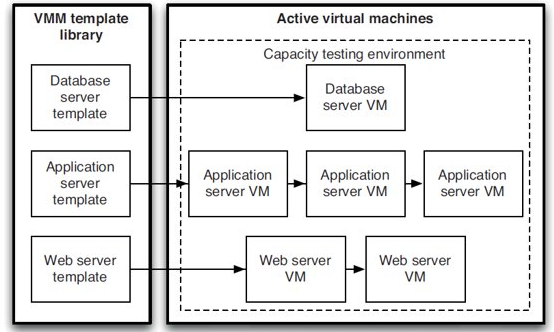 VMM template
library
Active virtual machines
Capacity testing environment
Database
server
template
Database
server VM
Application
server
template
Application
server VM
Application
server VM
Application
server VM
Web server
template
Web server
VM
Web server
VM